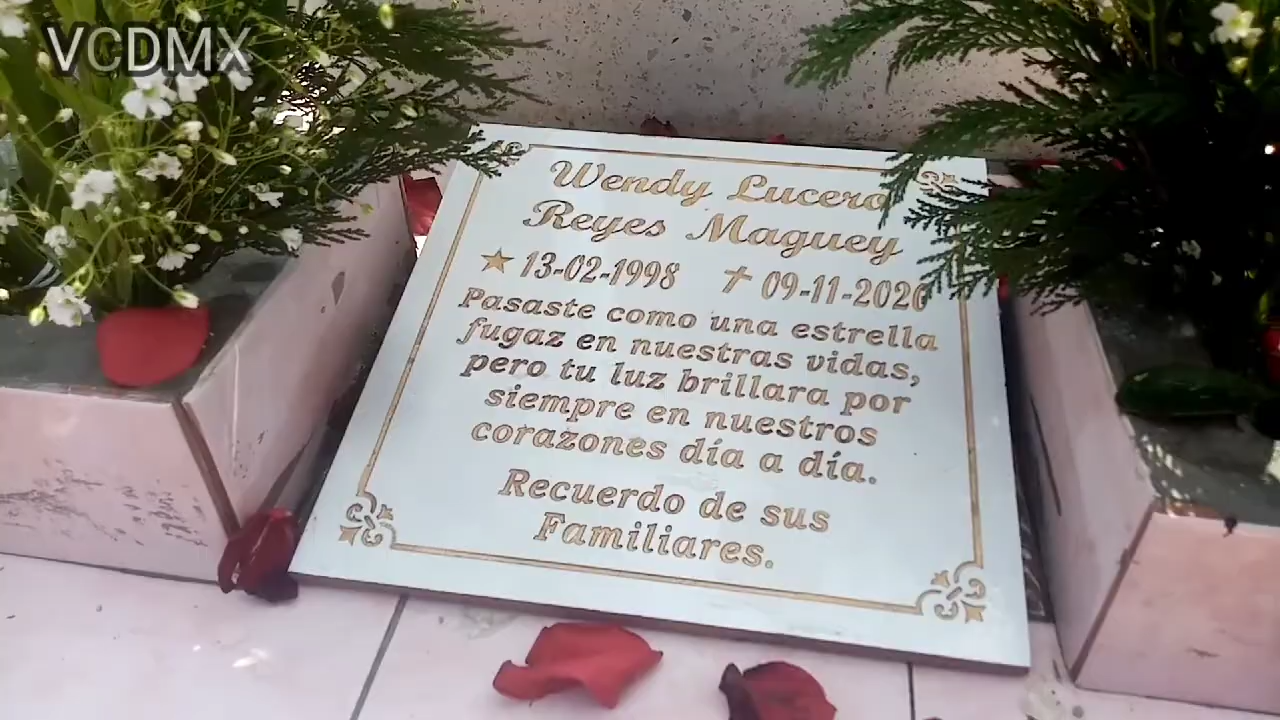 VCDMX
Wendy Lucero
Reyes Maguey
★ 13-02-1998 ✝ 09-11-2020
Pasaste como una estrella
fugaz en nuestras vidas,
pero tu luz brillara por
siempre en nuestros
corazones día a día.
Recuerdo de sus
Familiares.